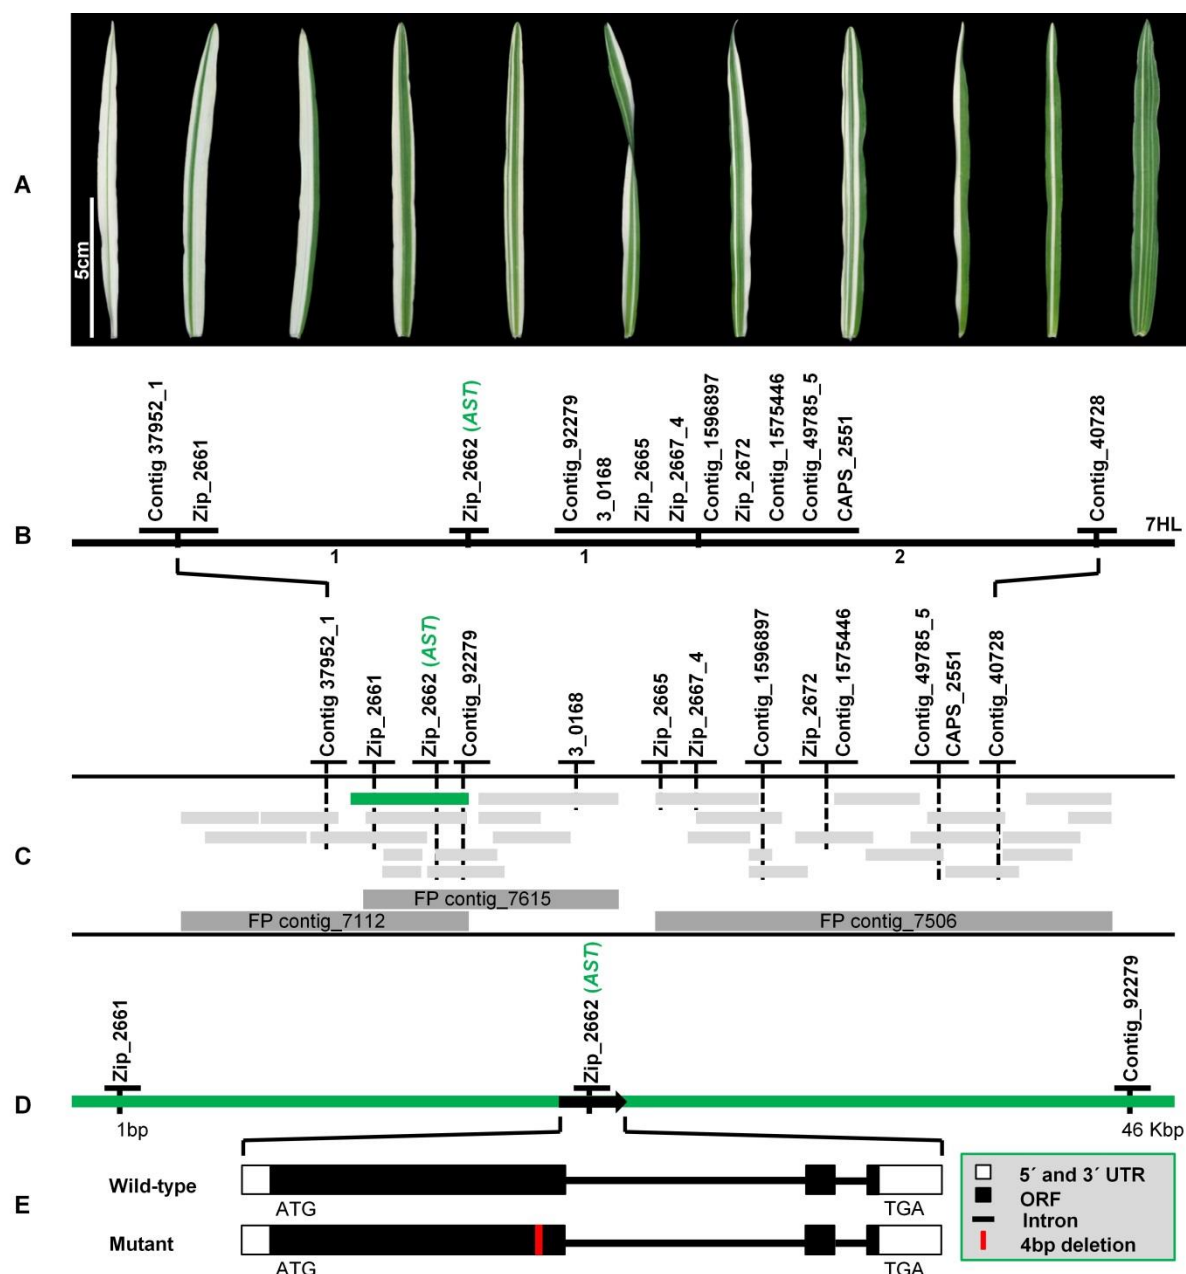 A
5cm
B
Contig 37952_1
Zip_2661
Zip_2662 (AST)
Contig_92279
3_0168
Zip_2665
Zip_2667_4
Contig_1596897
Zip_2672
Contig_1575446
Contig_49785_5
CAPS_2551
Contig_40728
7HL
1
1
2
C
Contig 37952_1
Zip_2661
Zip_2662 (AST)
Contig_92279
3_0168
Zip_2665
Zip_2667_4
Contig_1596897
Zip_2672
Contig_1575446
Contig_49785_5
CAPS_2551
Contig_40728
FP contig_7615
FP contig_7112
FP contig_7506
D
Zip_2661
Zip_2662 (AST)
Contig_92279
1bp
46 Kbp
E
Wild-type
ATG
TGA
Mutant
ATG
TGA
5´ and 3´ UTR
ORF
Intron
4bp deletion